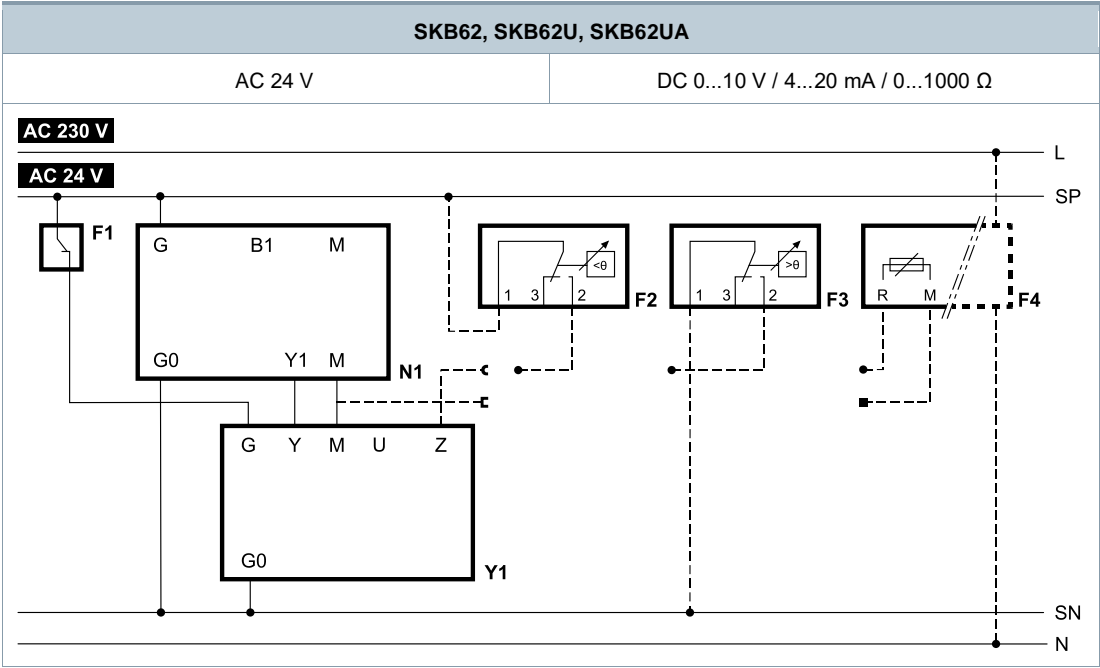 SKB62, SKB62U, SKB62UA
AC 24 V
DC 0...10 V / 4...20 mA / 0...1000 Ω
AC 230 V
L
AC 24 V
SP
F1
G B1 M
G0 Y1 M
N1
<θ
1 3 2
F2
>θ
1 3 2
F3
R M
F4
G Y M U Z
G0
Y1
SN
N